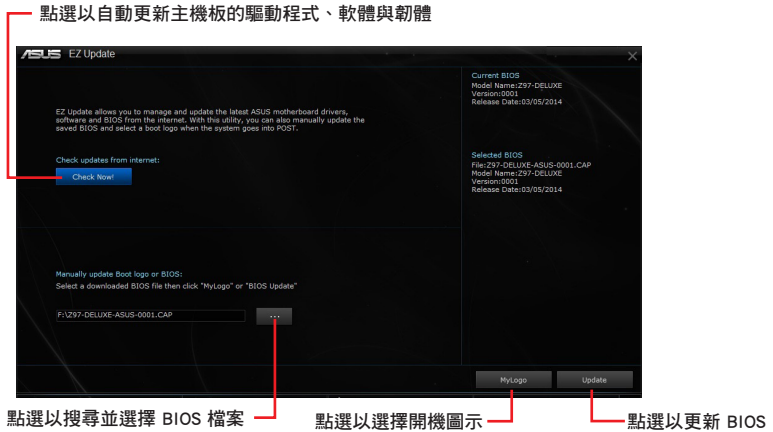 點選以自動更新主機板的驅動程式、軟體與韌體
ASUS EZ Update
EZ Update allows you to manage and update the latest ASUS motherboard drivers,
software and BIOS from the internet. With this utility, you can also manually update the
saved BIOS and select a boot logo when the system goes into POST.
Check updates from internet:
Check Now!
Manually update Boot logo or BIOS:
Select a downloaded BIOS file then click "MyLogo" or "BIOS Update"
F:\Z97-DELUXE-ASUS-0001.CAP
...
Current BIOS
Model Name:Z97-DELUXE
Version:0001
Release Date:03/05/2014
Selected BIOS
File:Z97-DELUXE-ASUS-0001.CAP
Model Name:Z97-DELUXE
Version:0001
Release Date:03/05/2014
MyLogo
Update
點選以搜尋並選擇 BIOS 檔案
點選以選擇開機圖示
點選以更新 BIOS